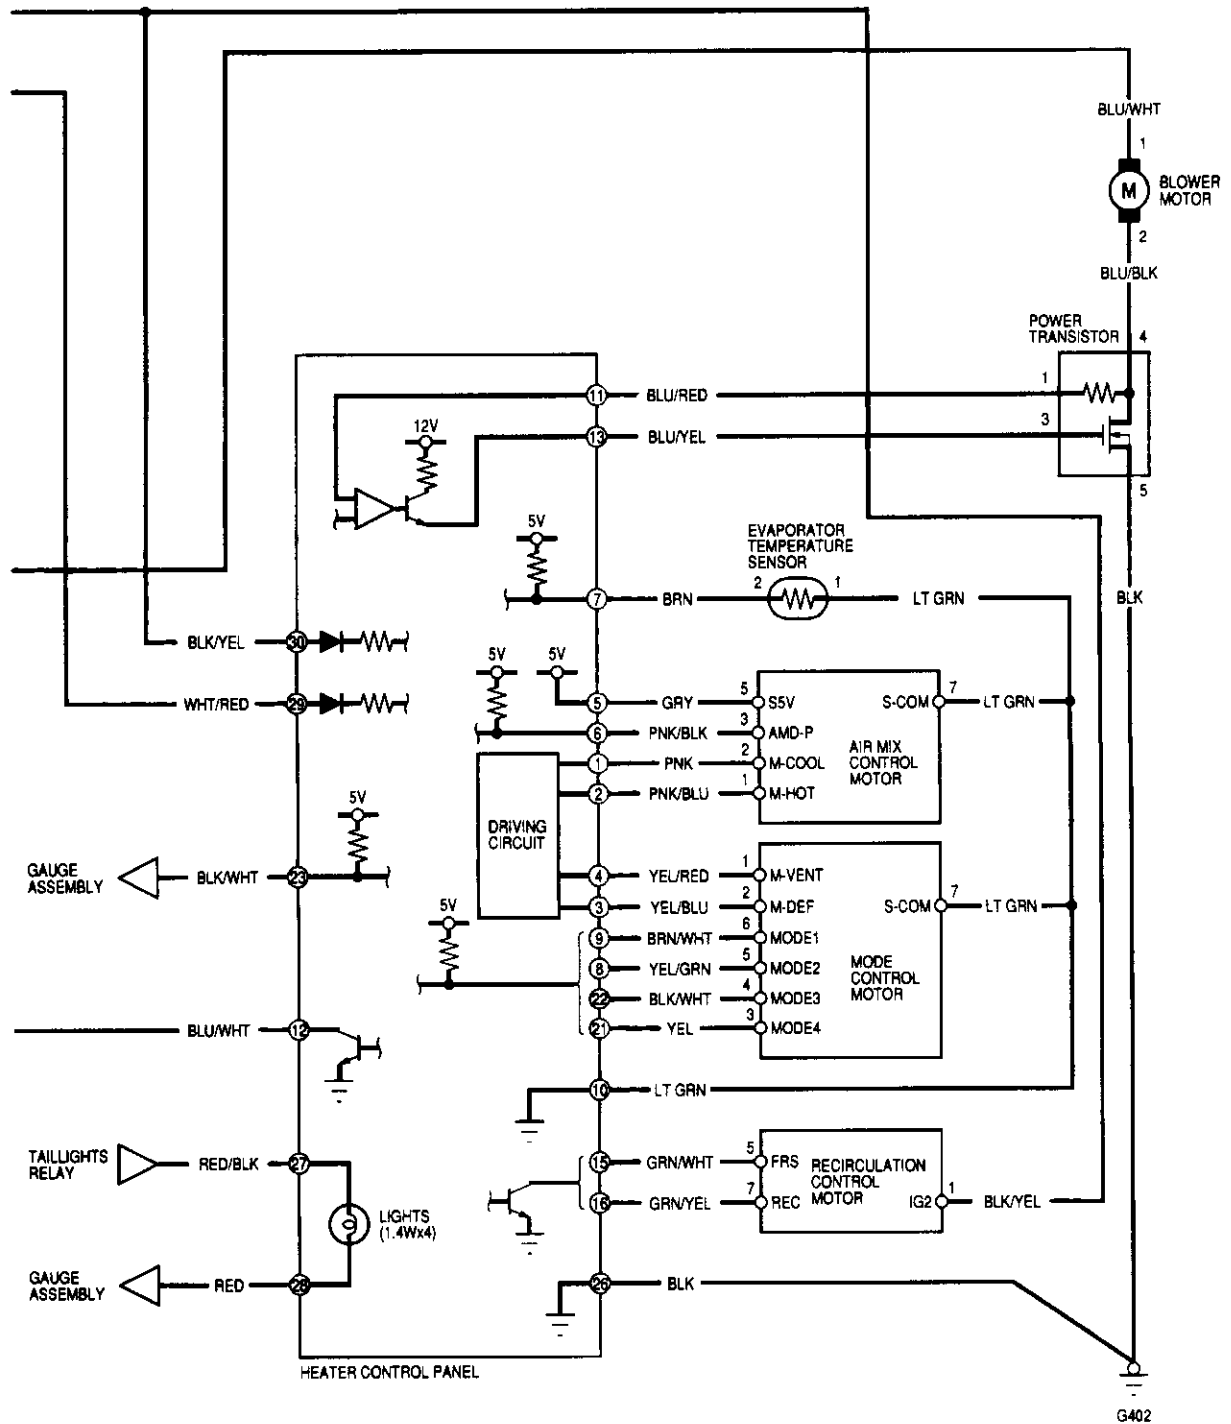 BLU/WHT
1
M
BLOWER
MOTOR
2
BLU/BLK
POWER
TRANSISTOR
4
11
BLU/RED
1
12V
13
BLU/YEL
3
5
5V
EVAPORATOR
TEMPERATURE
SENSOR
2
1
7
BRN
LT GRN
BLK
BLK/YEL
30
5V
5V
WHT/RED
29
5
GRY
5
S5V
S-COM
7
LT GRN
6
PNK/BLK
3
AMD-P
AIR MIX
CONTROL
MOTOR
1
PNK
2
M-COOL
2
PNK/BLU
1
M-HOT
DRIVING
CIRCUIT
5V
GAUGE
ASSEMBLY
BLK/WHT
23
4
YEL/RED
1
M-VENT
3
YEL/BLU
2
M-DEF
S-COM
7
LT GRN
5V
9
BRN/WHT
6
MODE1
8
YEL/GRN
5
MODE2
MODE
CONTROL
MOTOR
22
BLK/WHT
4
MODE3
21
YEL
3
MODE4
BLU/WHT
12
10
LT GRN
TAILLIGHTS
RELAY
RED/BLK
27
15
GRN/WHT
5
FRS
RECIRCULATION
CONTROL
MOTOR
16
GRN/YEL
7
REC
IG2
1
BLK/YEL
LIGHTS
(1.4Wx4)
GAUGE
ASSEMBLY
RED
28
26
BLK
HEATER CONTROL PANEL
G402